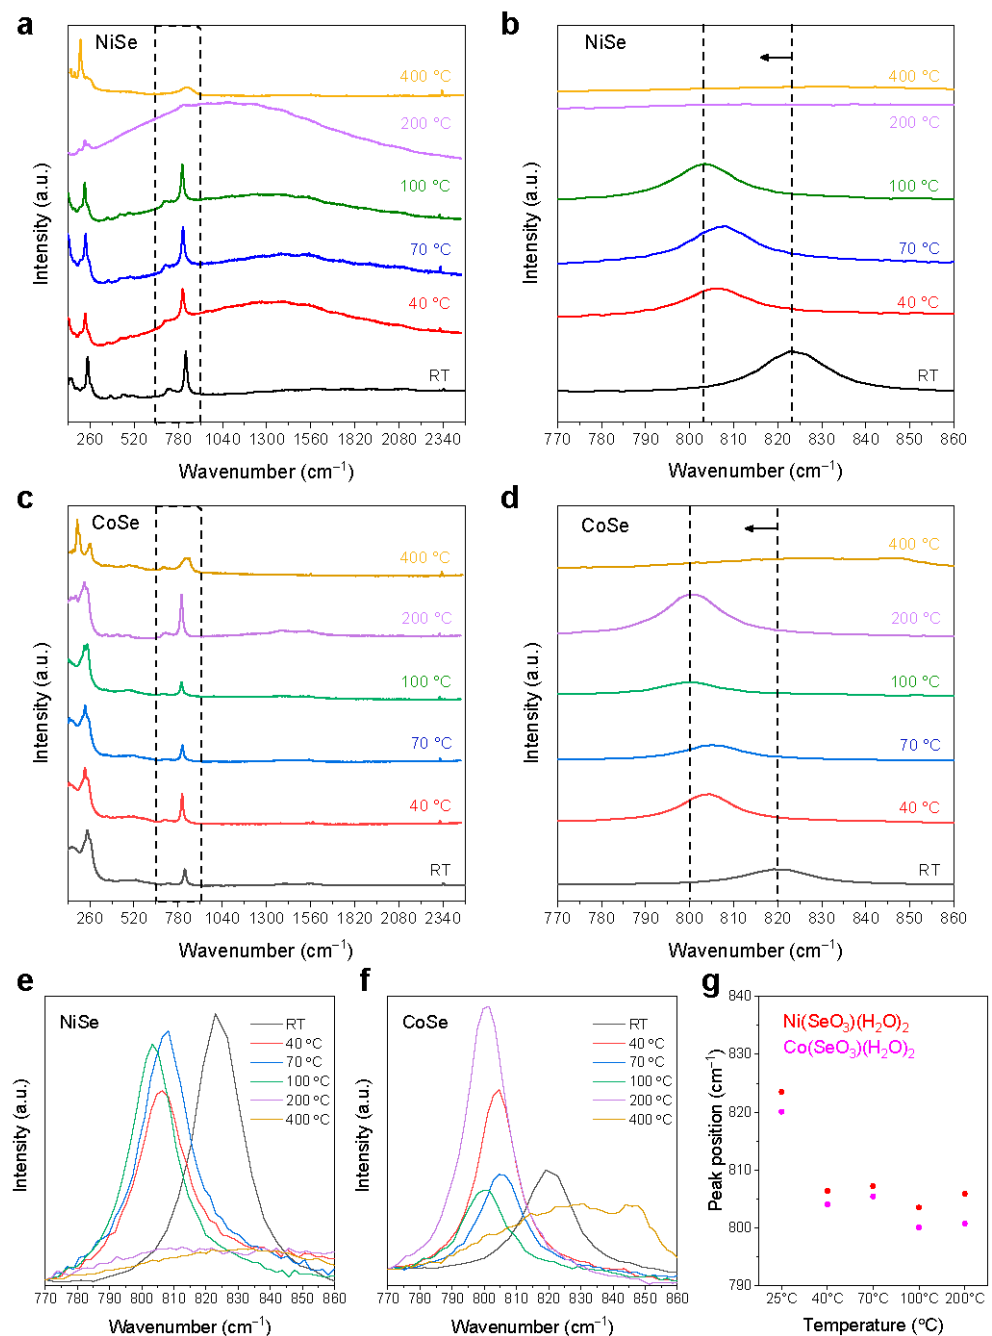 a
NiSe
400 °C
200 °C
100 °C
70 °C
40 °C
RT
Intensity (a.u.)
260 520 780 1040 1300 1560 1820 2080 2340
Wavenumber (cm⁻¹)
b
NiSe
400 °C
200 °C
100 °C
70 °C
40 °C
RT
Intensity (a.u.)
770 780 790 800 810 820 830 840 850 860
Wavenumber (cm⁻¹)
c
CoSe
400 °C
200 °C
100 °C
70 °C
40 °C
RT
Intensity (a.u.)
260 520 780 1040 1300 1560 1820 2080 2340
Wavenumber (cm⁻¹)
d
CoSe
400 °C
200 °C
100 °C
70 °C
40 °C
RT
Intensity (a.u.)
770 780 790 800 810 820 830 840 850 860
Wavenumber (cm⁻¹)
e
NiSe
RT
40 °C
70 °C
100 °C
200 °C
400 °C
Intensity (a.u.)
770 780 790 800 810 820 830 840 850 860
Wavenumber (cm⁻¹)
f
CoSe
RT
40 °C
70 °C
100 °C
200 °C
400 °C
Intensity (a.u.)
770 780 790 800 810 820 830 840 850 860
Wavenumber (cm⁻¹)
g
Ni(SeO₃)(H₂O)₂
Co(SeO₃)(H₂O)₂
Peak position (cm⁻¹)
840
830
820
810
800
790
25°C 40°C 70°C 100°C 200°C
Temperature (°C)